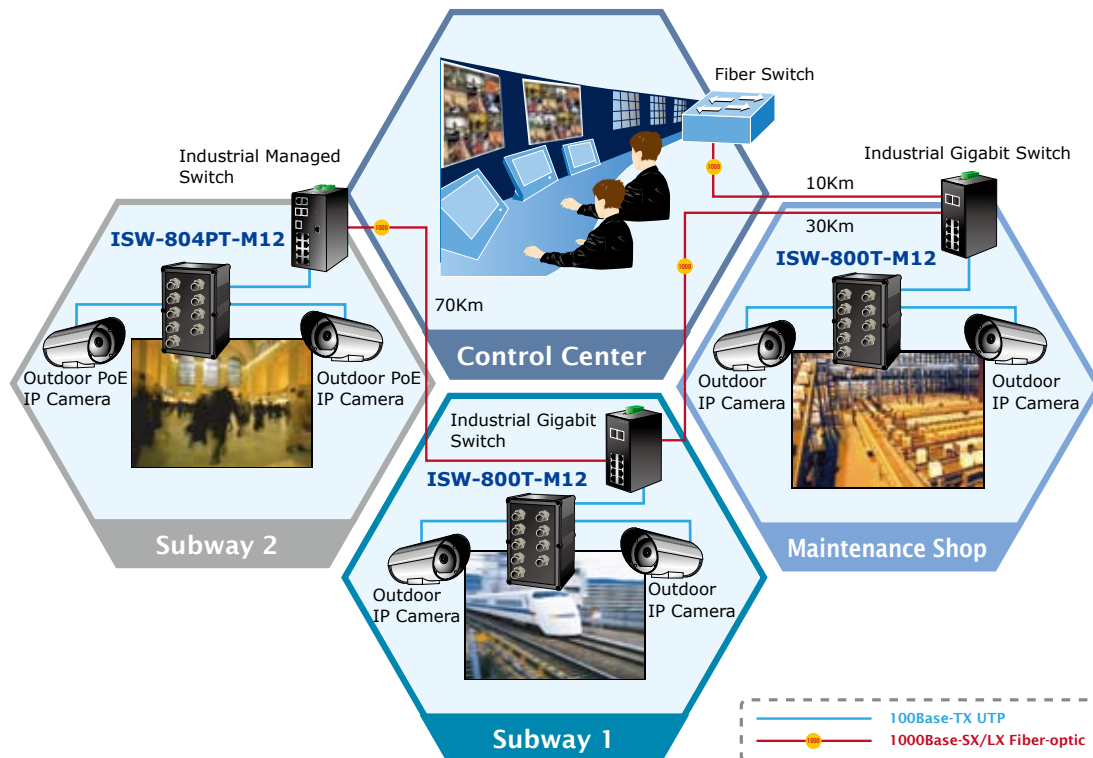 Fiber Switch
Industrial Managed
Switch
Industrial Gigabit Switch
1000
10Km
30Km
ISW-804PT-M12
1000
ISW-800T-M12
1000
70Km
Control Center
Outdoor PoE
IP Camera
Outdoor PoE
IP Camera
Outdoor
IP Camera
Outdoor
IP Camera
Industrial Gigabit
Switch
ISW-800T-M12
Subway 2
Maintenance Shop
Outdoor
IP Camera
Outdoor
IP Camera
Subway 1
100Base-TX UTP
1000
1000Base-SX/LX Fiber-optic